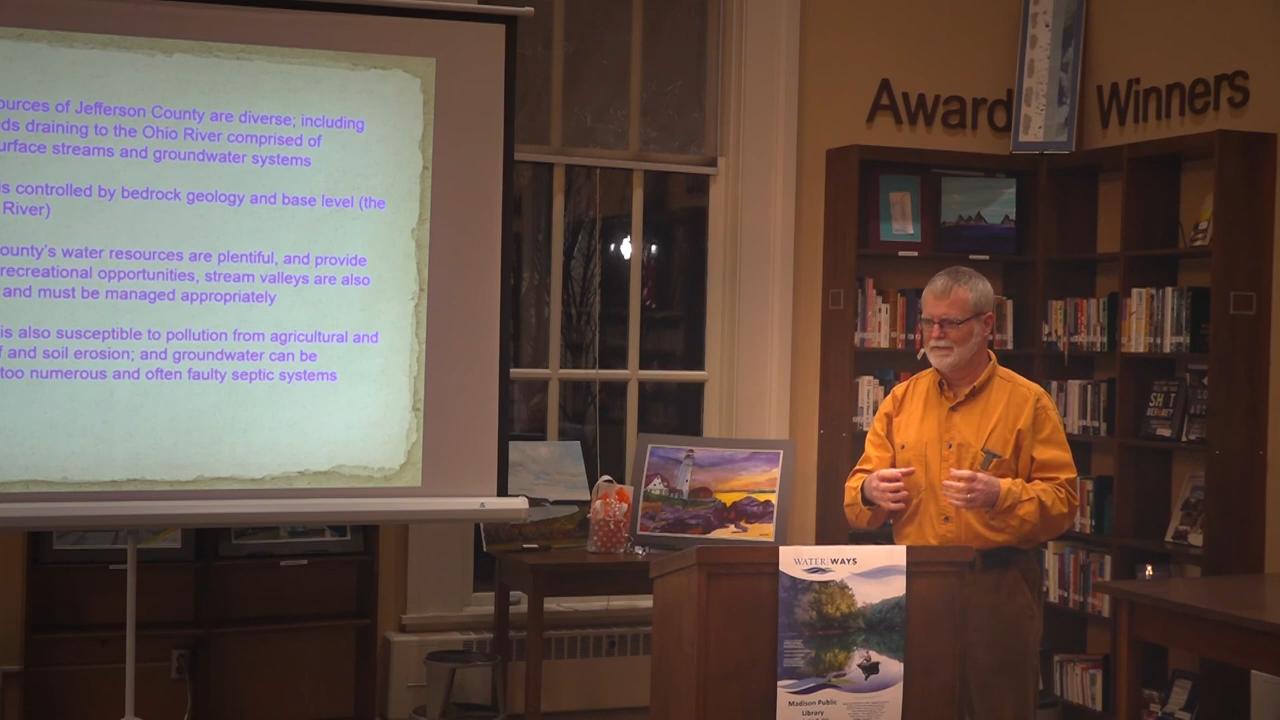 ources of Jefferson County are diverse; including
ds draining to the Ohio River comprised of
urface streams and groundwater systems
is controlled by bedrock geology and base level (the
River)
ounty's water resources are plentiful, and provide
recreational opportunities, stream valleys are also
and must be managed appropriately
is also susceptible to pollution from agricultural and
f and soil erosion; and groundwater can be
too numerous and often faulty septic systems
Award Winners
WATER/WAYS
Madison Public
Library